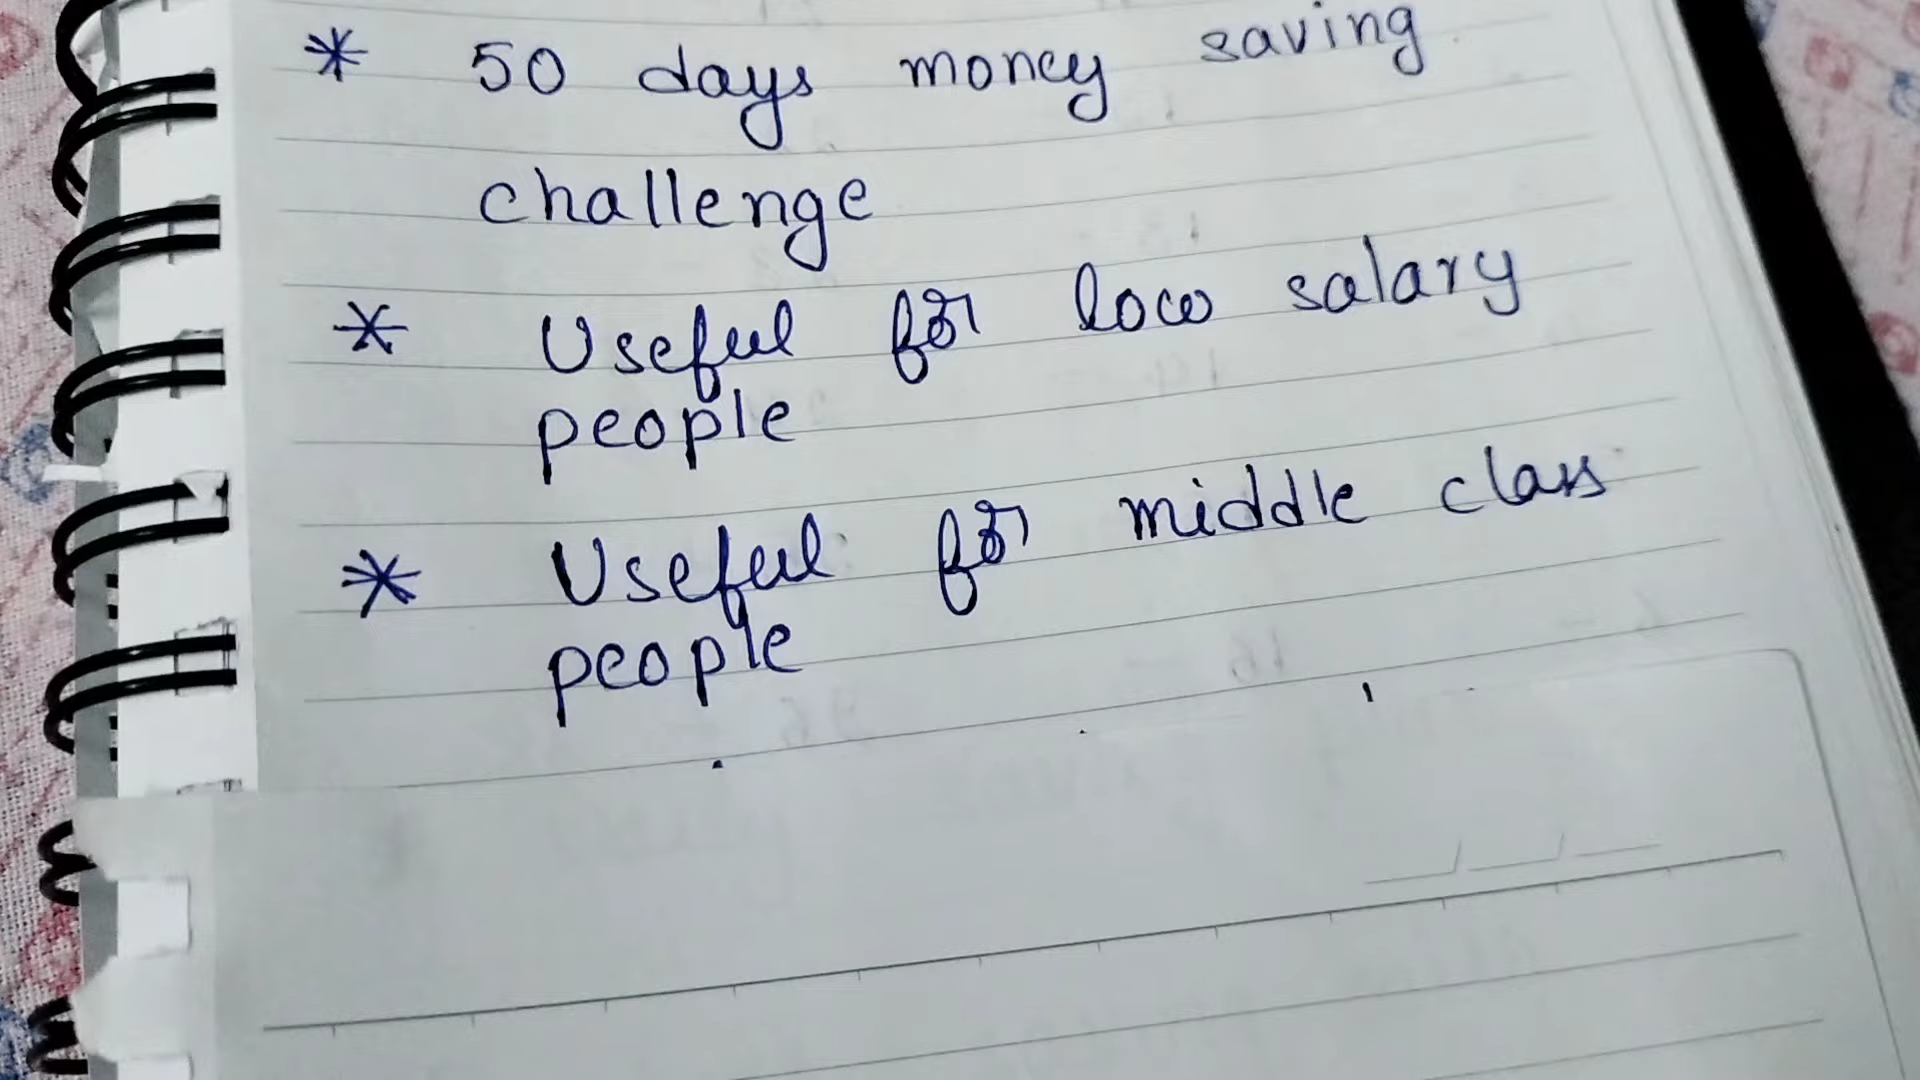 * 50 days money saving
challenge
* Useful for low salary
people
* Useful for middle class
people